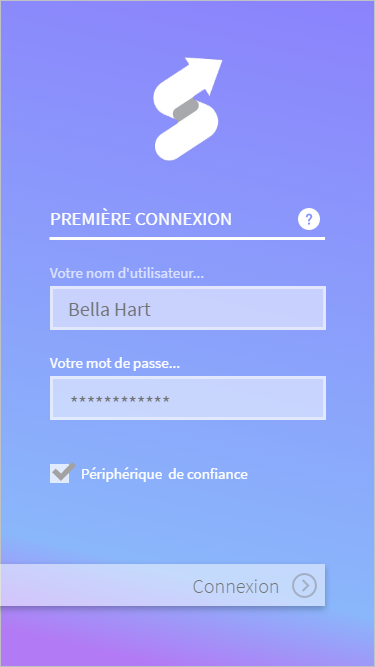 PREMIÈRE CONNEXION ?
Votre nom d'utilisateur...
Bella Hart
Votre mot de passe...
************
Périphérique de confiance
Connexion